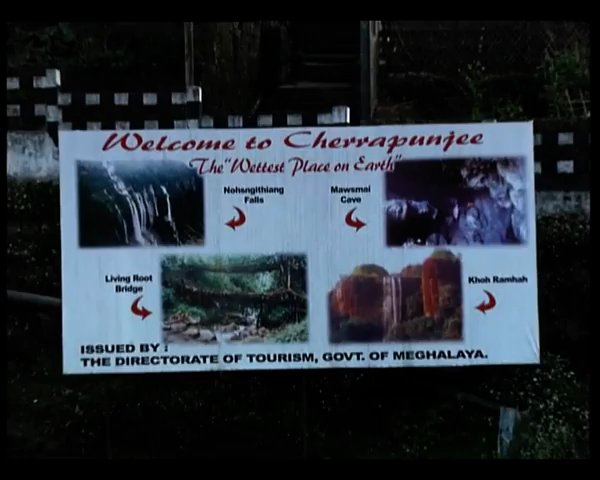 Welcome to Cherrapunjee
The "Wettest Place on Earth"
Nohsngithiang
Falls
Mawsmai
Cave
Living Root
Bridge
Khoh Ramhah
ISSUED BY :
THE DIRECTORATE OF TOURISM, GOVT. OF MEGHALAYA.